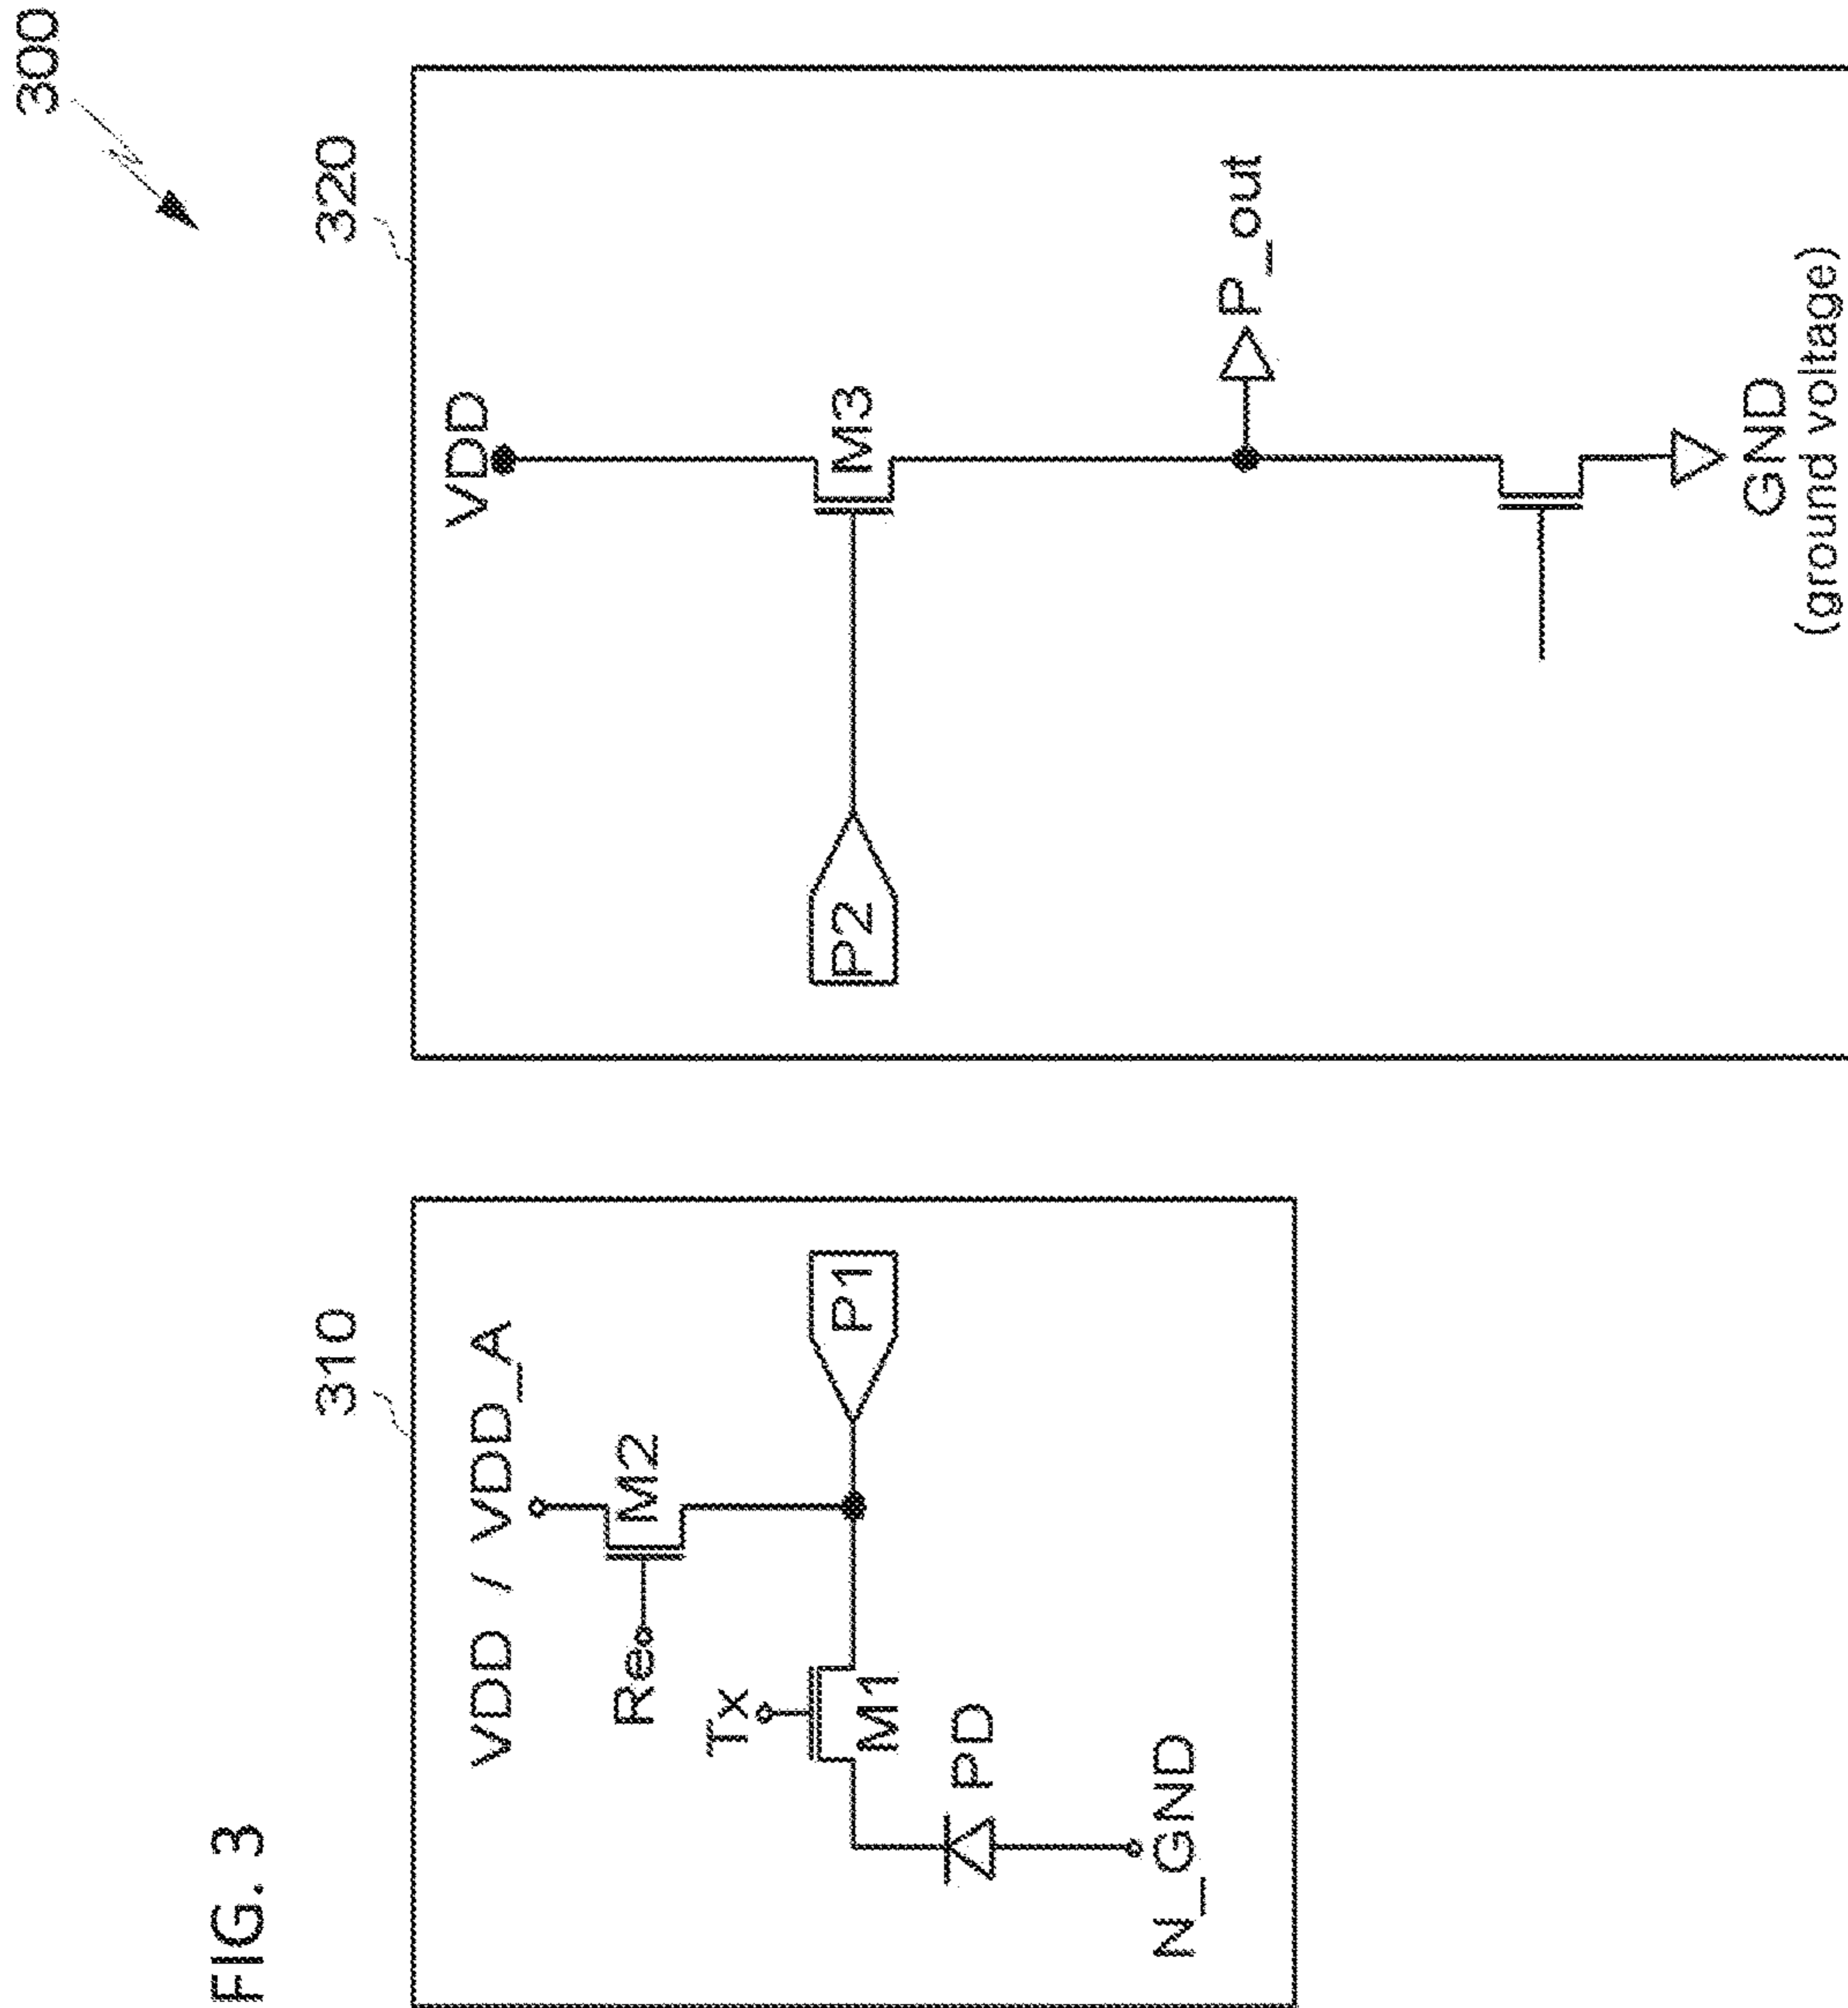 FIG. 3
300
310
VDD / VDD_A
Re
M2
Tx
M1
P1
PD
N_GND
320
VDD
P2
M3
P_out
GND
(ground voltage)